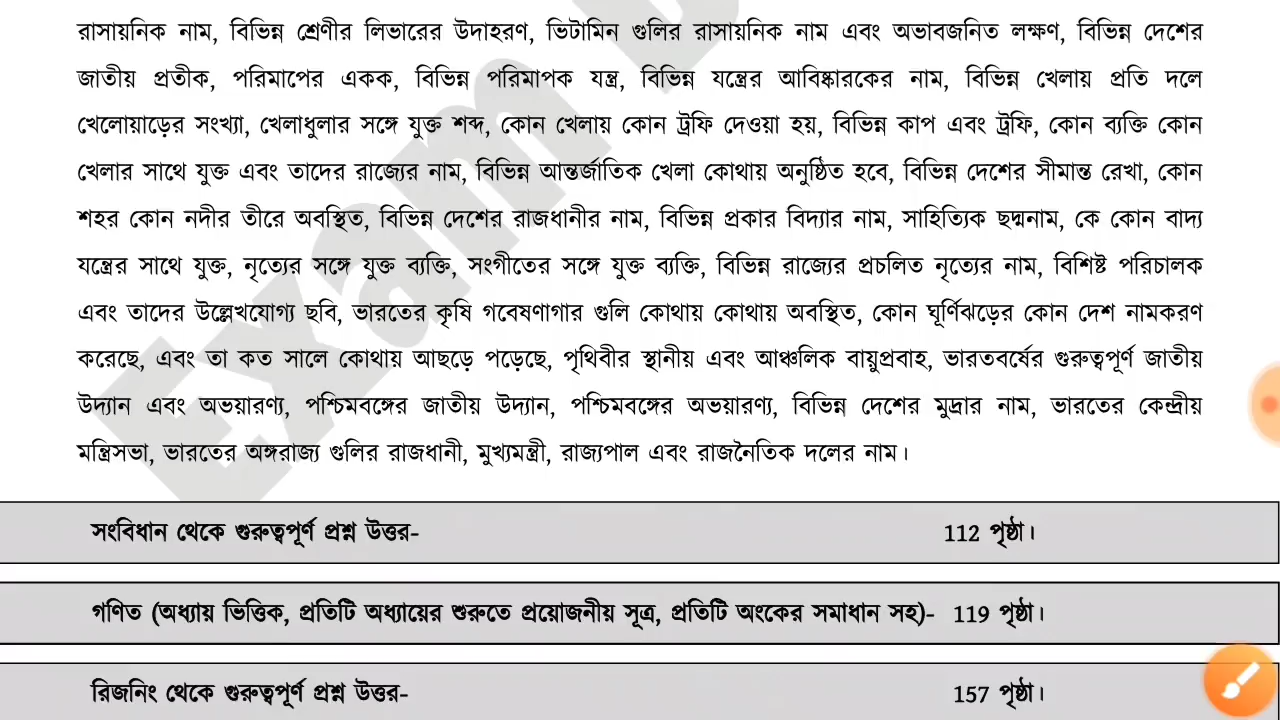 রাসায়নিক নাম, বিভিন্ন শ্রেণীর লিভারের উদাহরণ, ভিটামিন গুলির রাসায়নিক নাম এবং অভাবজনিত লক্ষণ, বিভিন্ন দেশের
জাতীয় প্রতীক, পরিমাপের একক, বিভিন্ন পরিমাপক যন্ত্র, বিভিন্ন যন্ত্রের আবিষ্কারকের নাম, বিভিন্ন খেলায় প্রতি দলে
খেলোয়াড়ের সংখ্যা, খেলাধুলার সঙ্গে যুক্ত শব্দ, কোন খেলায় কোন ট্রফি দেওয়া হয়, বিভিন্ন কাপ এবং ট্রফি, কোন ব্যক্তি কোন
খেলার সাথে যুক্ত এবং তাদের রাজ্যের নাম, বিভিন্ন আন্তর্জাতিক খেলা কোথায় অনুষ্ঠিত হবে, বিভিন্ন দেশের সীমান্ত রেখা, কোন
শহর কোন নদীর তীরে অবস্থিত, বিভিন্ন দেশের রাজধানীর নাম, বিভিন্ন প্রকার বিদ্যার নাম, সাহিত্যিক ছদ্মনাম, কে কোন বাদ্য
যন্ত্রের সাথে যুক্ত, নৃত্যের সঙ্গে যুক্ত ব্যক্তি, সংগীতের সঙ্গে যুক্ত ব্যক্তি, বিভিন্ন রাজ্যের প্রচলিত নৃত্যের নাম, বিশিষ্ট পরিচালক
এবং তাদের উল্লেখযোগ্য ছবি, ভারতের কৃষি গবেষণাগার গুলি কোথায় কোথায় অবস্থিত, কোন ঘূর্ণিঝড়ের কোন দেশ নামকরণ
করেছে, এবং তা কত সালে কোথায় আছড়ে পড়েছে, পৃথিবীর স্থানীয় এবং আঞ্চলিক বায়ুপ্রবাহ, ভারতবর্ষের গুরুত্বপূর্ণ জাতীয়
উদ্যান এবং অভয়ারণ্য, পশ্চিমবঙ্গের জাতীয় উদ্যান, পশ্চিমবঙ্গের অভয়ারণ্য, বিভিন্ন দেশের মুদ্রার নাম, ভারতের কেন্দ্রীয়
মন্ত্রিসভা, ভারতের অঙ্গরাজ্য গুলির রাজধানী, মুখ্যমন্ত্রী, রাজ্যপাল এবং রাজনৈতিক দলের নাম।
Exam
সংবিধান থেকে গুরুত্বপূর্ণ প্রশ্ন উত্তর- 112 পৃষ্ঠা।
গণিত (অধ্যায় ভিত্তিক, প্রতিটি অধ্যায়ের শুরুতে প্রয়োজনীয় সূত্র, প্রতিটি অংকের সমাধান সহ)- 119 পৃষ্ঠা।
রিজনিং থেকে গুরুত্বপূর্ণ প্রশ্ন উত্তর- 157 পৃষ্ঠা।